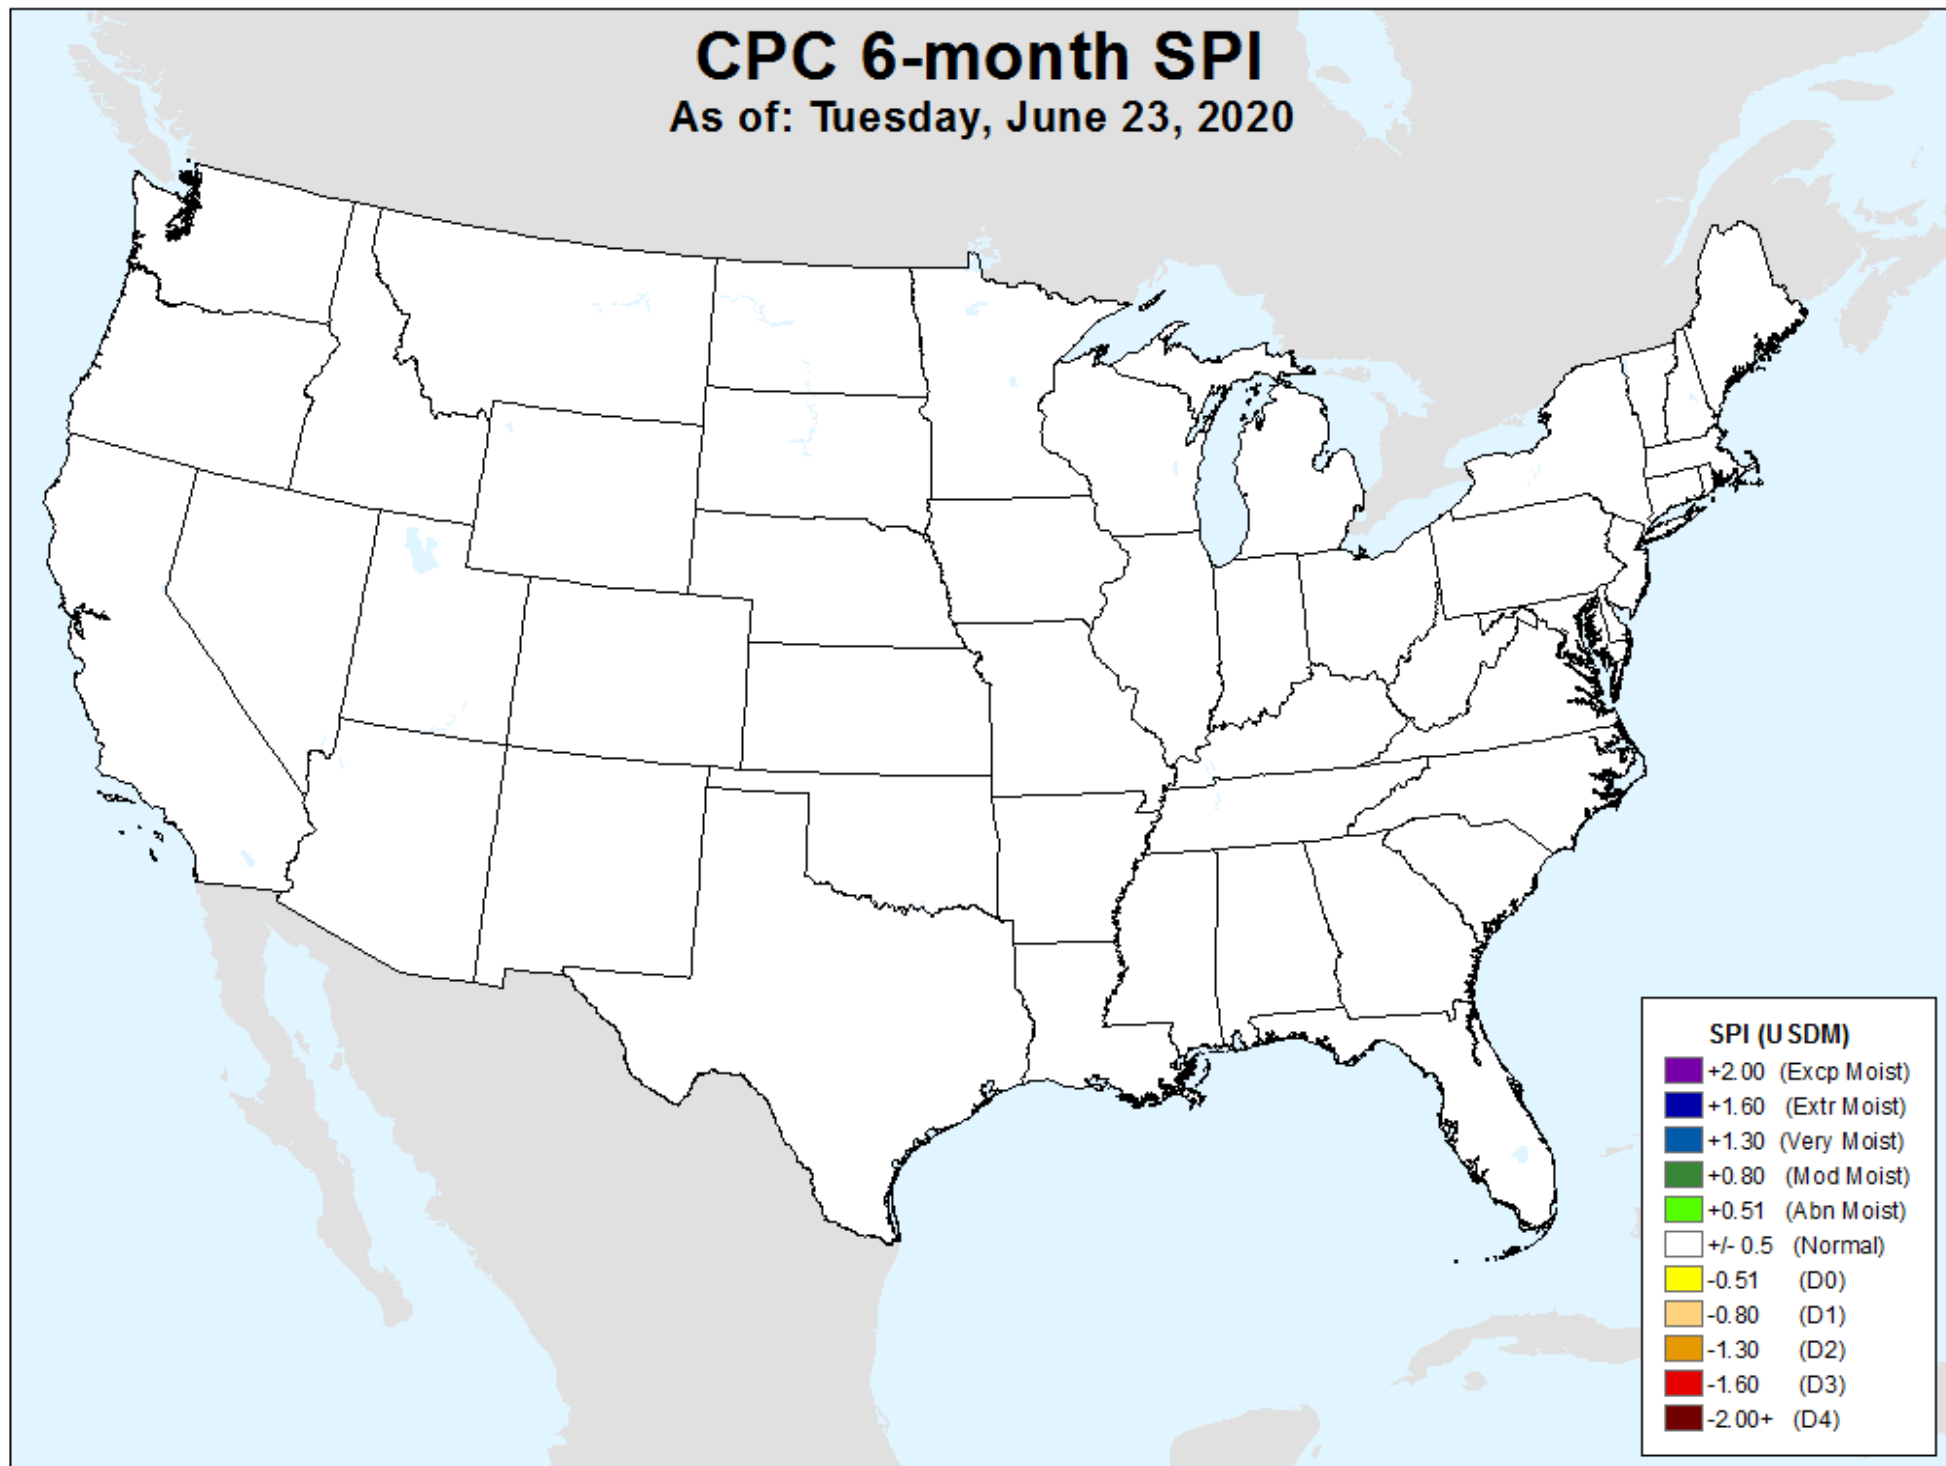 CPC 6-month SPI
As of: Tuesday, June 23, 2020
SPI (USDM)
+2.00 (Excp Moist)
+1.60 (Extr Moist)
+1.30 (Very Moist)
+0.80 (Mod Moist)
+0.51 (Abn Moist)
+/- 0.5 (Normal)
-0.51 (D0)
-0.80 (D1)
-1.30 (D2)
-1.60 (D3)
-2.00+ (D4)